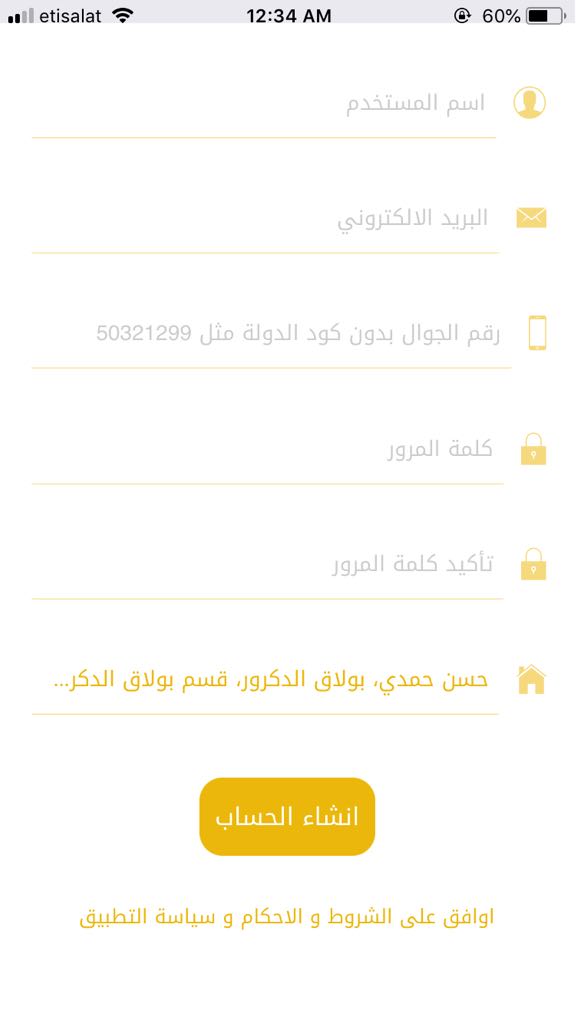 etisalat 12:34 AM 60%
اسم المستخدم
البريد الالكتروني
رقم الجوال بدون كود الدولة مثل 50321299
كلمة المرور
تأكيد كلمة المرور
حسن حمدي، بولاق الدكرور، قسم بولاق الدكر...
انشاء الحساب
اوافق على الشروط و الاحكام و سياسة التطبيق